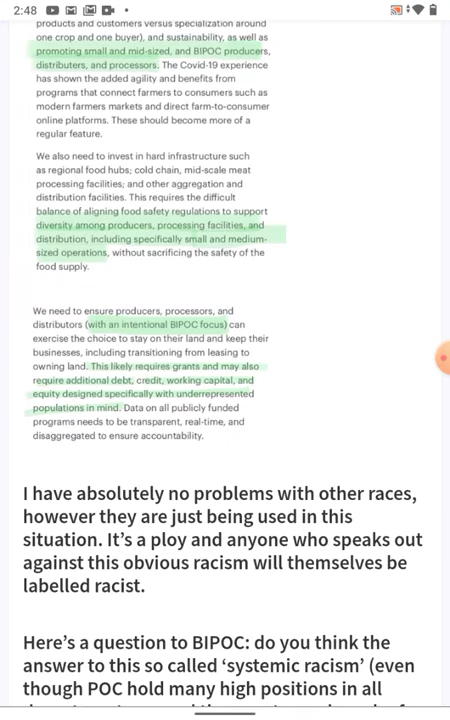 2:48
products and customers versus specialization around
one crop and one buyer), and sustainability, as well as
promoting small and mid-sized, and BIPOC producers,
distributers, and processors. The Covid-19 experience
has shown the added agility and benefits from
programs that connect farmers to consumers such as
modern farmers markets and direct farm-to-consumer
online platforms. These should become more of a
regular feature.
We also need to invest in hard infrastructure such
as regional food hubs; cold chain, mid-scale meat
processing facilities; and other aggregation and
distribution facilities. This requires the difficult
balance of aligning food safety regulations to support
diversity among producers, processing facilities, and
distribution, including specifically small and medium-
sized operations, without sacrificing the safety of the
food supply.
We need to ensure producers, processors, and
distributors (with an intentional BIPOC focus) can
exercise the choice to stay on their land and keep their
businesses, including transitioning from leasing to
owning land. This likely requires grants and may also
require additional debt, credit, working capital, and
equity designed specifically with underrepresented
populations in mind. Data on all publicly funded
programs needs to be transparent, real-time, and
disaggregated to ensure accountability.
I have absolutely no problems with other races,
however they are just being used in this
situation. It's a ploy and anyone who speaks out
against this obvious racism will themselves be
labelled racist.
Here's a question to BIPOC: do you think the
answer to this so called 'systemic racism' (even
though POC hold many high positions in all